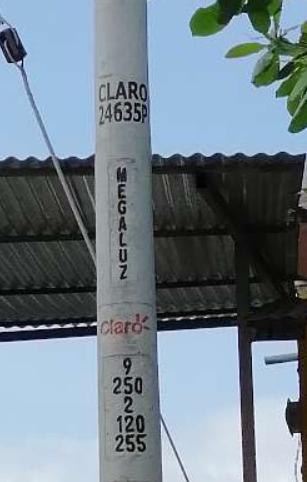 CLARO
24635P
MEGALUZ
Claro
9
250
2
120
255